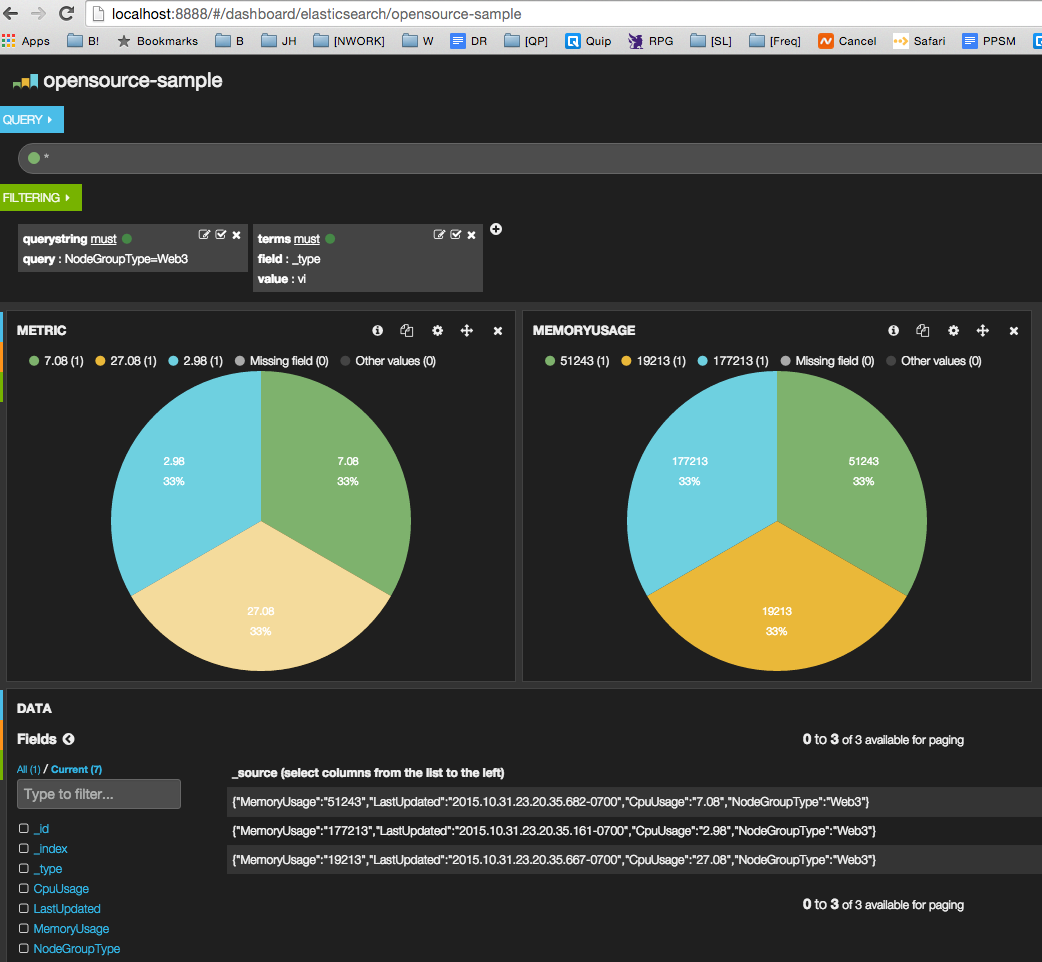 localhost:8888/#/dashboard/elasticsearch/opensource-sample
Apps B! Bookmarks B JH [NWORK] W DR [QP] Quip RPG [SL] [Freq] Cancel Safari PPSM
opensource-sample
QUERY
*
FILTERING
querystring must
query : NodeGroupType=Web3
terms must
field : _type
value : vi
METRIC
7.08 (1) 27.08 (1) 2.98 (1) Missing field (0) Other values (0)
2.98
33%
7.08
33%
27.08
33%
MEMORYUSAGE
51243 (1) 19213 (1) 177213 (1) Missing field (0) Other values (0)
177213
33%
51243
33%
19213
33%
DATA
Fields
All (1) / Current (7)
Type to filter...
_id
_index
_type
CpuUsage
LastUpdated
MemoryUsage
NodeGroupType
0 to 3 of 3 available for paging
_source (select columns from the list to the left)
{"MemoryUsage":"51243","LastUpdated":"2015.10.31.23.20.35.682-0700","CpuUsage":"7.08","NodeGroupType":"Web3"}
{"MemoryUsage":"177213","LastUpdated":"2015.10.31.23.20.35.161-0700","CpuUsage":"2.98","NodeGroupType":"Web3"}
{"MemoryUsage":"19213","LastUpdated":"2015.10.31.23.20.35.667-0700","CpuUsage":"27.08","NodeGroupType":"Web3"}
0 to 3 of 3 available for paging